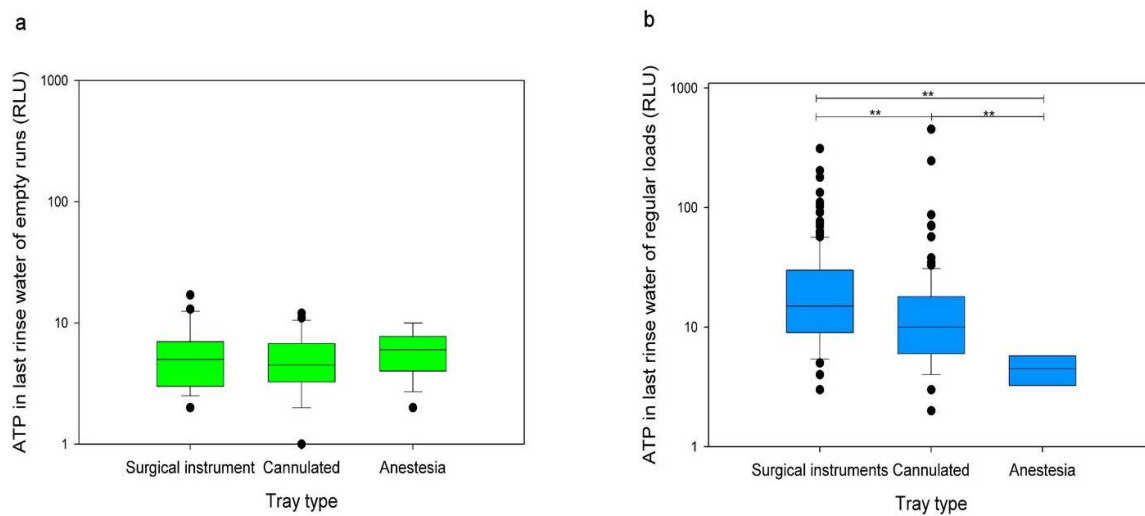 a
ATP in last rinse water of empty runs (RLU)
1000
100
10
1
Surgical instrument Cannulated Anestesia
Tray type
b
ATP in last rinse water of regular loads (RLU)
1000
100
10
1
**
** **
Surgical instruments Cannulated Anestesia
Tray type